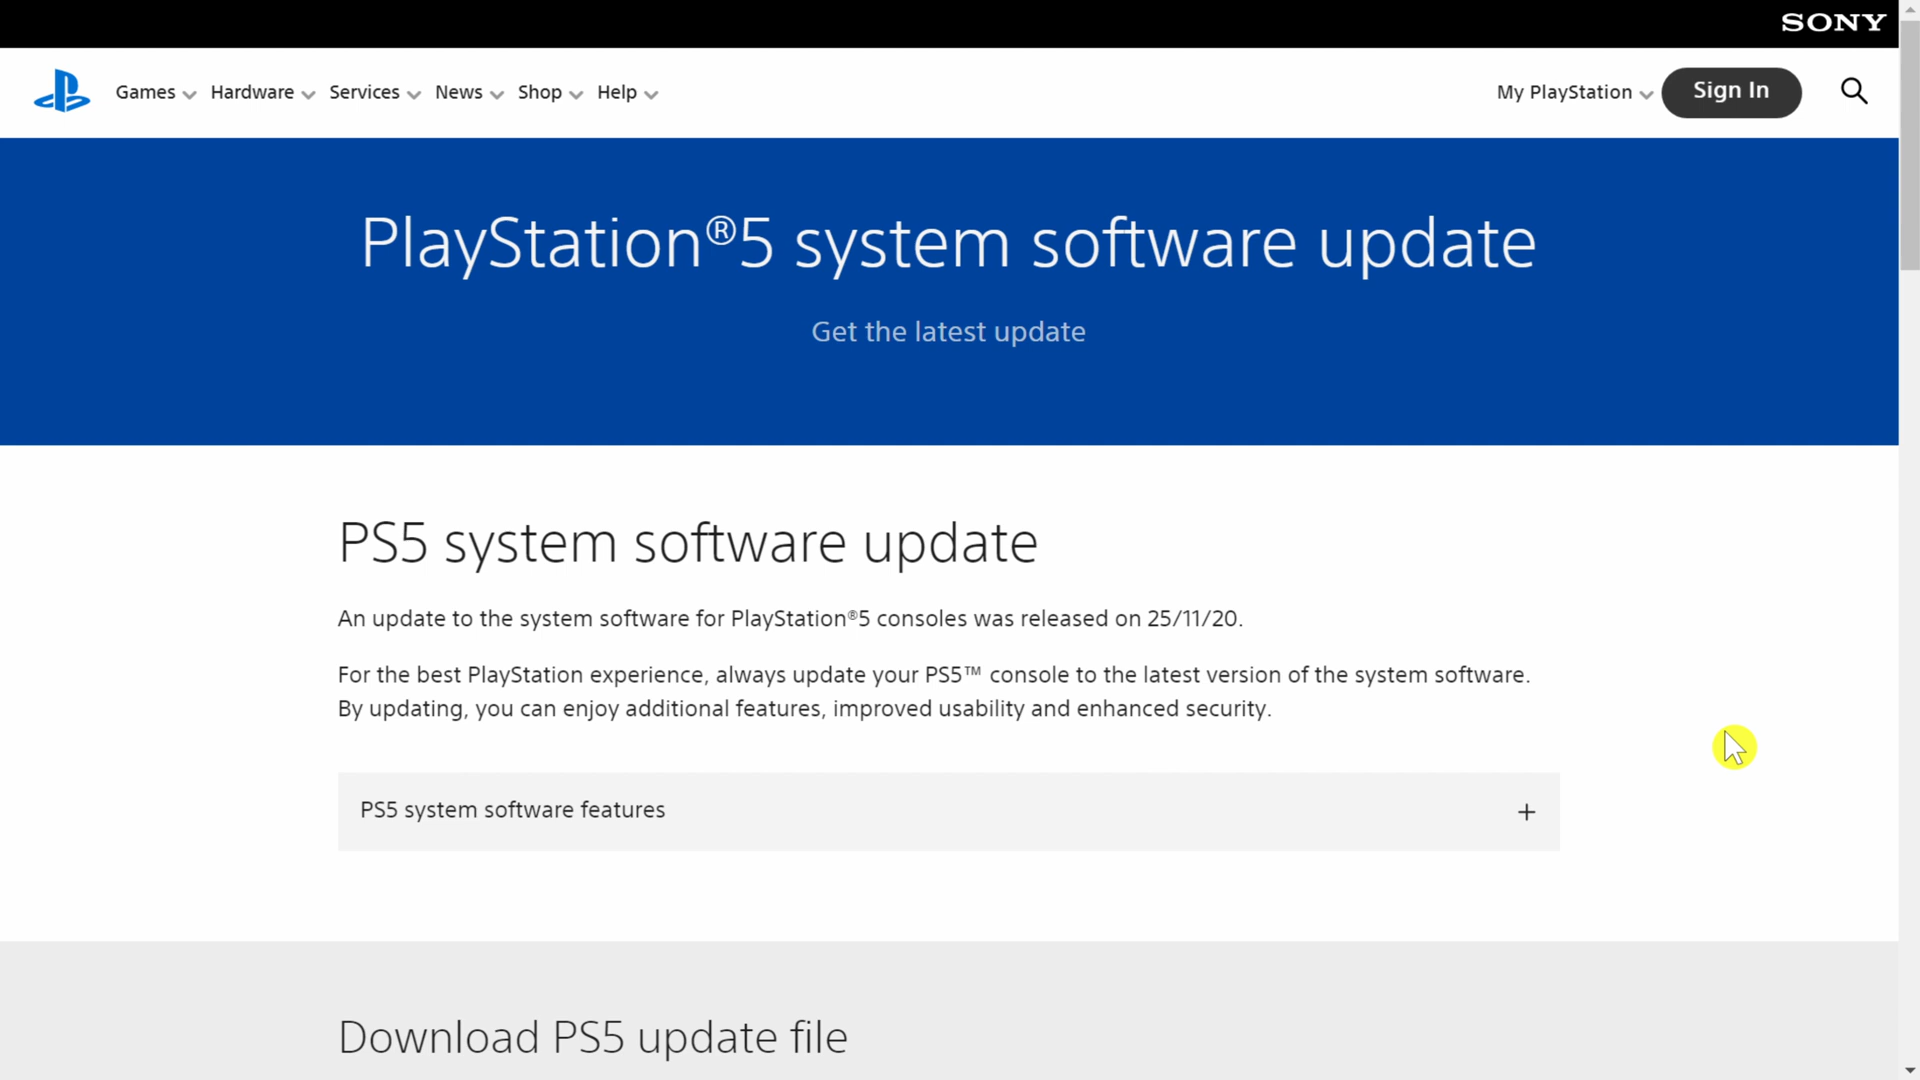 SONY
Games
Hardware
Services
News
Shop
Help
My PlayStation
Sign In
PlayStation®5 system software update
Get the latest update
PS5 system software update
An update to the system software for PlayStation®5 consoles was released on 25/11/20.
For the best PlayStation experience, always update your PS5™ console to the latest version of the system software.
By updating, you can enjoy additional features, improved usability and enhanced security.
PS5 system software features
Download PS5 update file